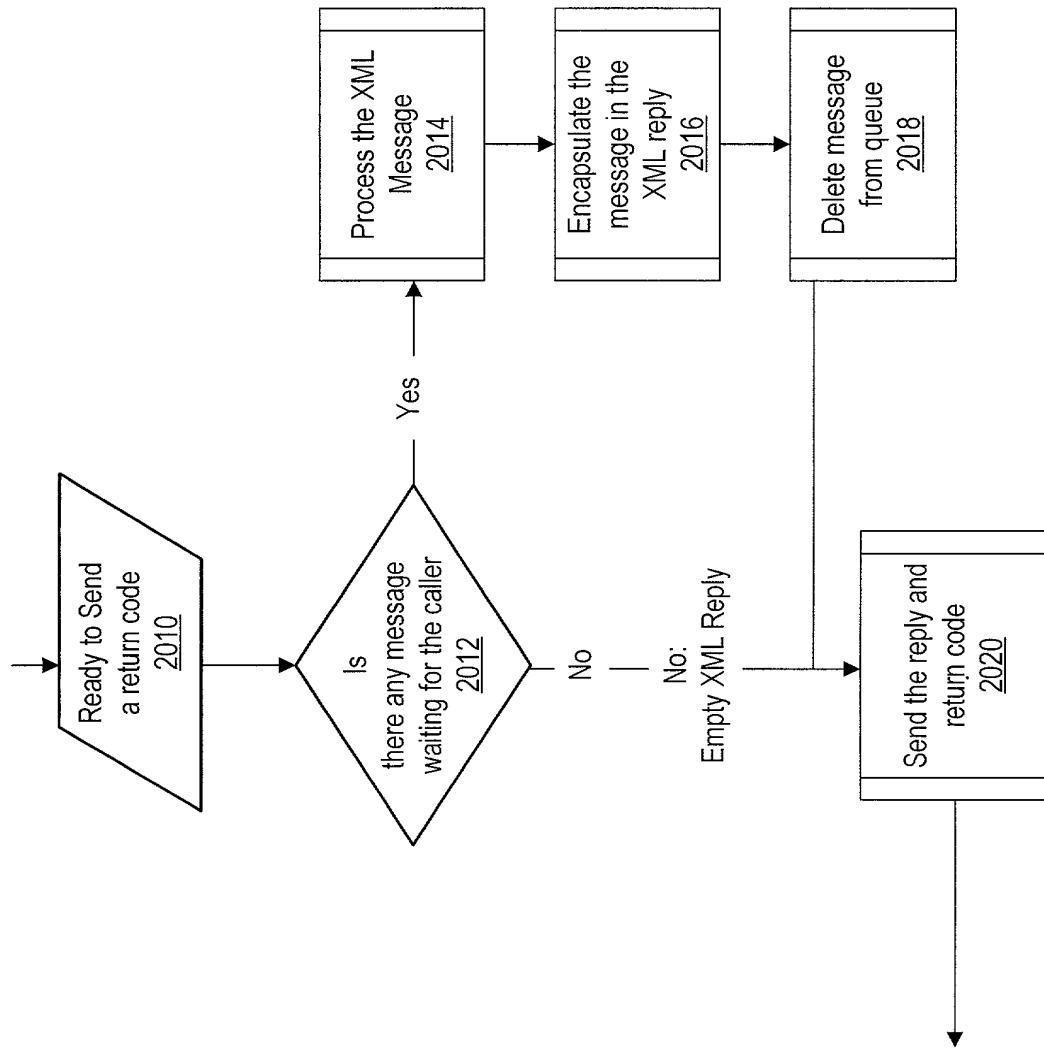 Ready to Send
a return code
2010
Is
there any message
waiting for the caller
2012
Yes
Process the XML
Message
2014
Encapsulate the
message in the
XML reply
2016
Delete message
from queue
2018
No
No:
Empty XML Reply
Send the reply and
return code
2020